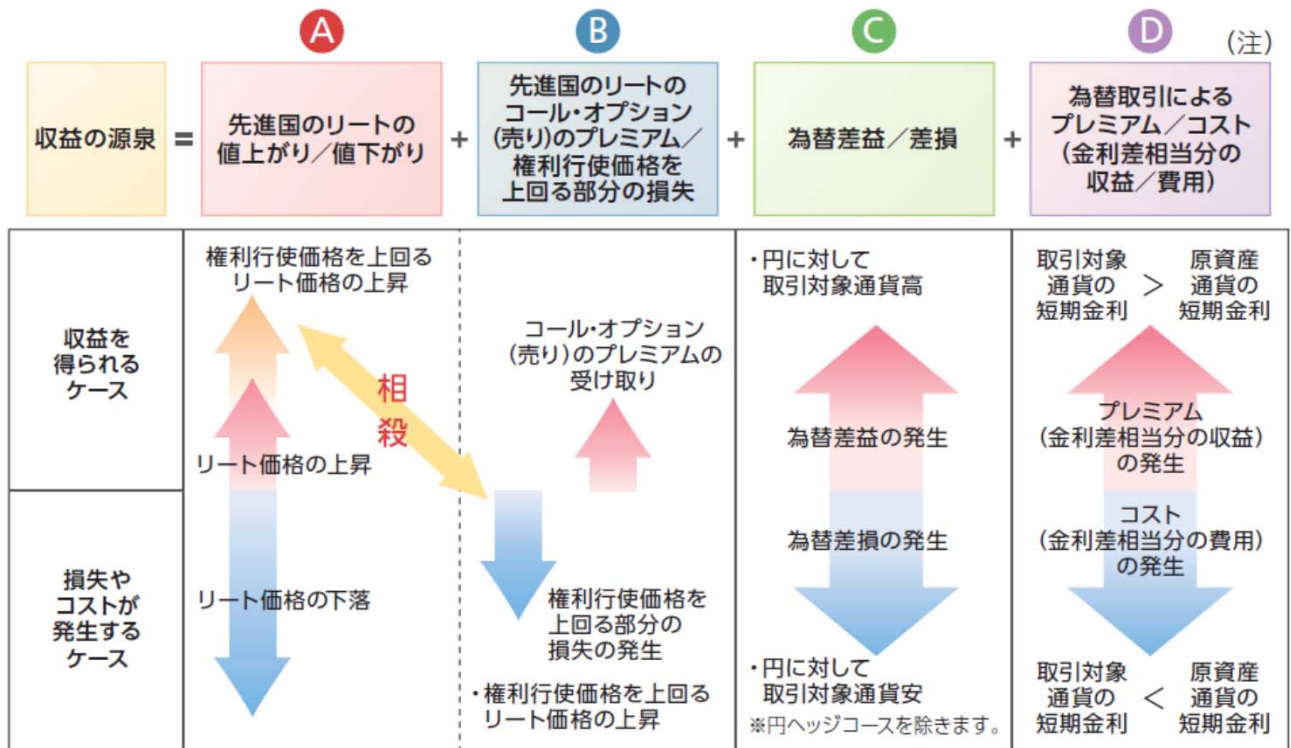 A
B
C
D
(注)
収益の源泉
=
先進国のリートの
値上がり／値下がり
+
先進国のリートの
コール・オプション
(売り)のプレミアム／
権利行使価格を
上回る部分の損失
+
為替差益／差損
+
為替取引による
プレミアム／コスト
(金利差相当分の
収益／費用)
収益を
得られる
ケース
権利行使価格を上回る
リート価格の上昇
相
殺
リート価格の上昇
コール・オプション
(売り)のプレミアムの
受け取り
・円に対して
取引対象通貨高
為替差益の発生
取引対象
通貨の
短期金利
>
原資産
通貨の
短期金利
プレミアム
(金利差相当分の収益)
の発生
損失や
コストが
発生する
ケース
リート価格の下落
権利行使価格を
上回る部分の
損失の発生
・権利行使価格を上回る
リート価格の上昇
為替差損の発生
・円に対して
取引対象通貨安
※円ヘッジコースを除きます。
コスト
(金利差相当分の費用)
の発生
取引対象
通貨の
短期金利
<
原資産
通貨の
短期金利